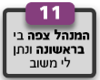 11
המנהל צפה בי
בראשונה ונתן
לי משוב